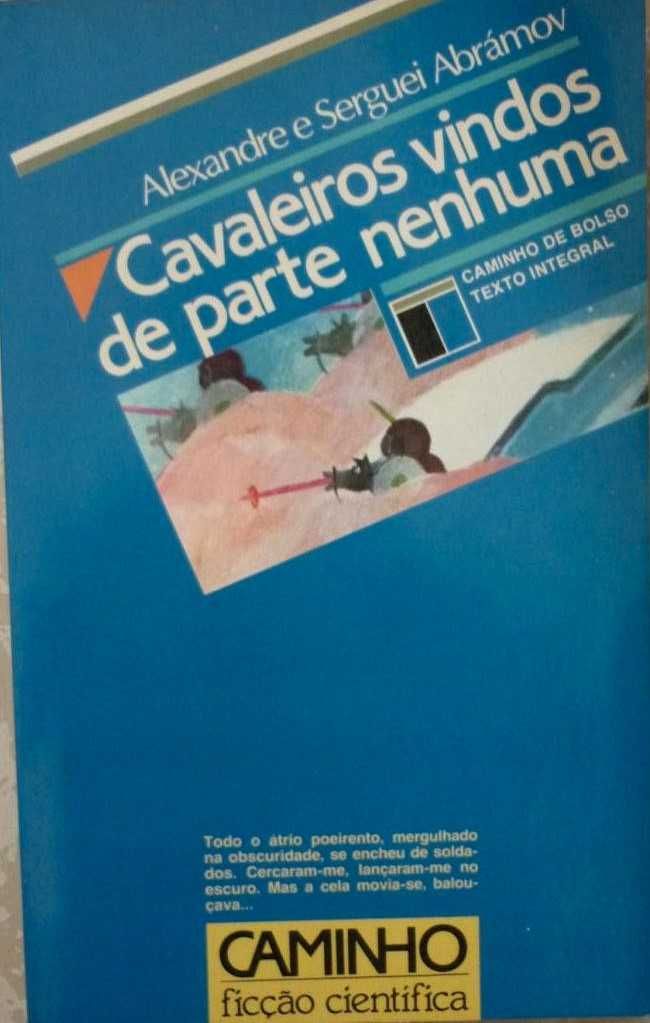 Alexandre e Serguei Abrámov
Cavaleiros vindos
de parte nenhuma
CAMINHO DE BOLSO
TEXTO INTEGRAL
Todo o átrio poeirento, mergulhado
na obscuridade, se encheu de solda-
dos. Cercaram-me, lançaram-me no
escuro. Mas a cela movia-se, balou-
çava...
CAMINHO
ficção científica